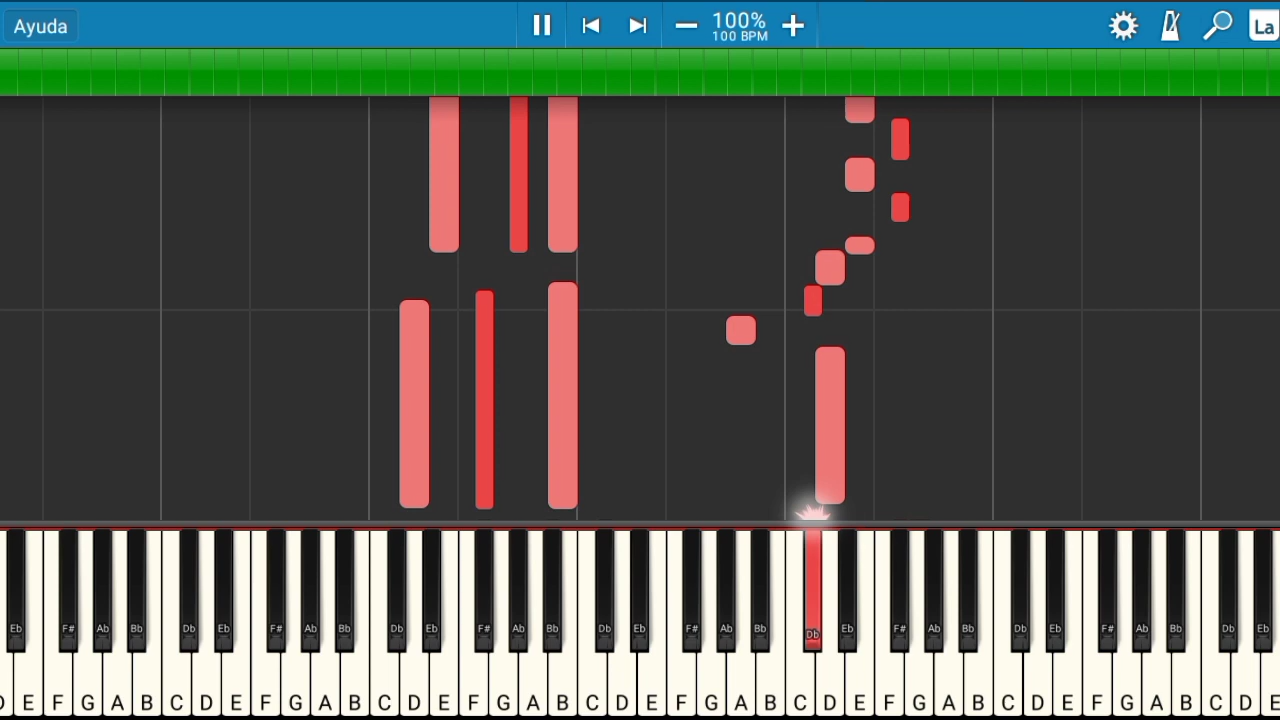 Ayuda
100%
100 BPM
La
Eb F# Ab Bb Db Eb F# Ab Bb Db Eb F# Ab Bb Db Eb F# Ab Bb Db Eb F# Ab Bb Db Eb F# Ab Bb Db Eb
D E F G A B C D E F G A B C D E F G A B C D E F G A B C D E F G A B C D E F G A B C D E